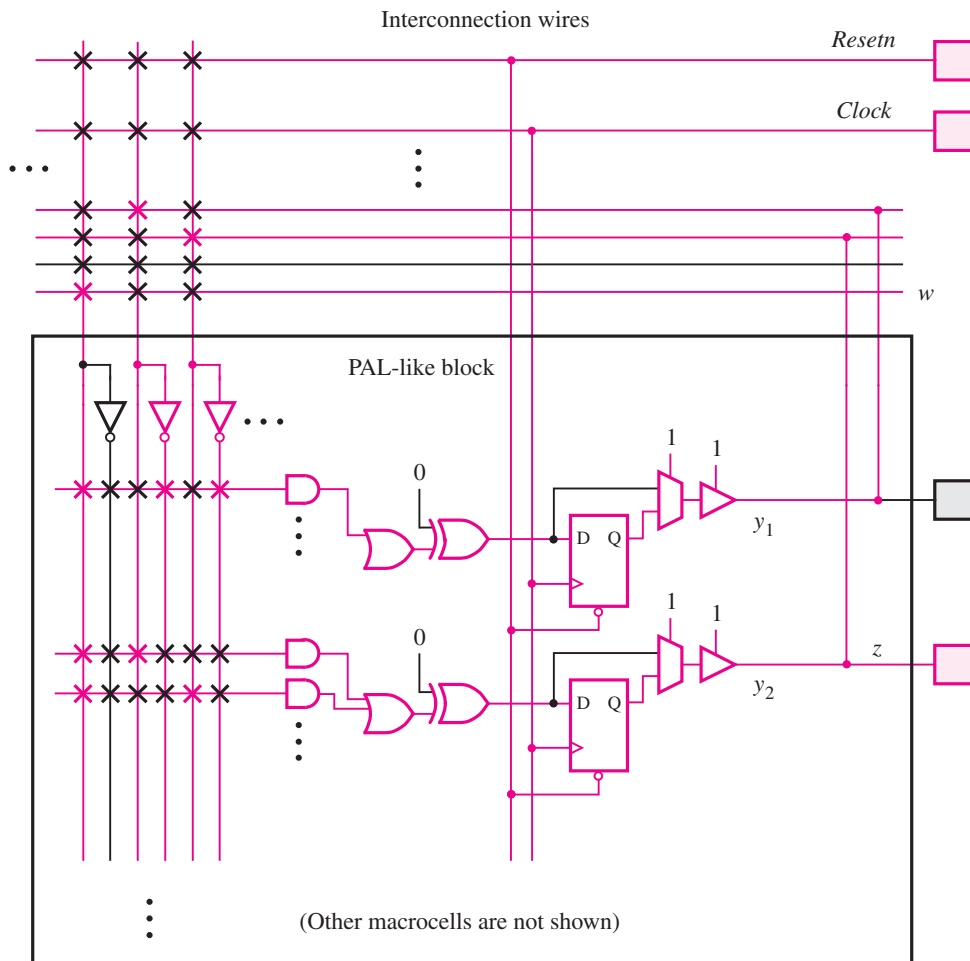 Interconnection wires
Resetn
Clock
w
PAL-like block
0
1
1
D Q
y1
0
1
1
z
D Q
y2
(Other macrocells are not shown)